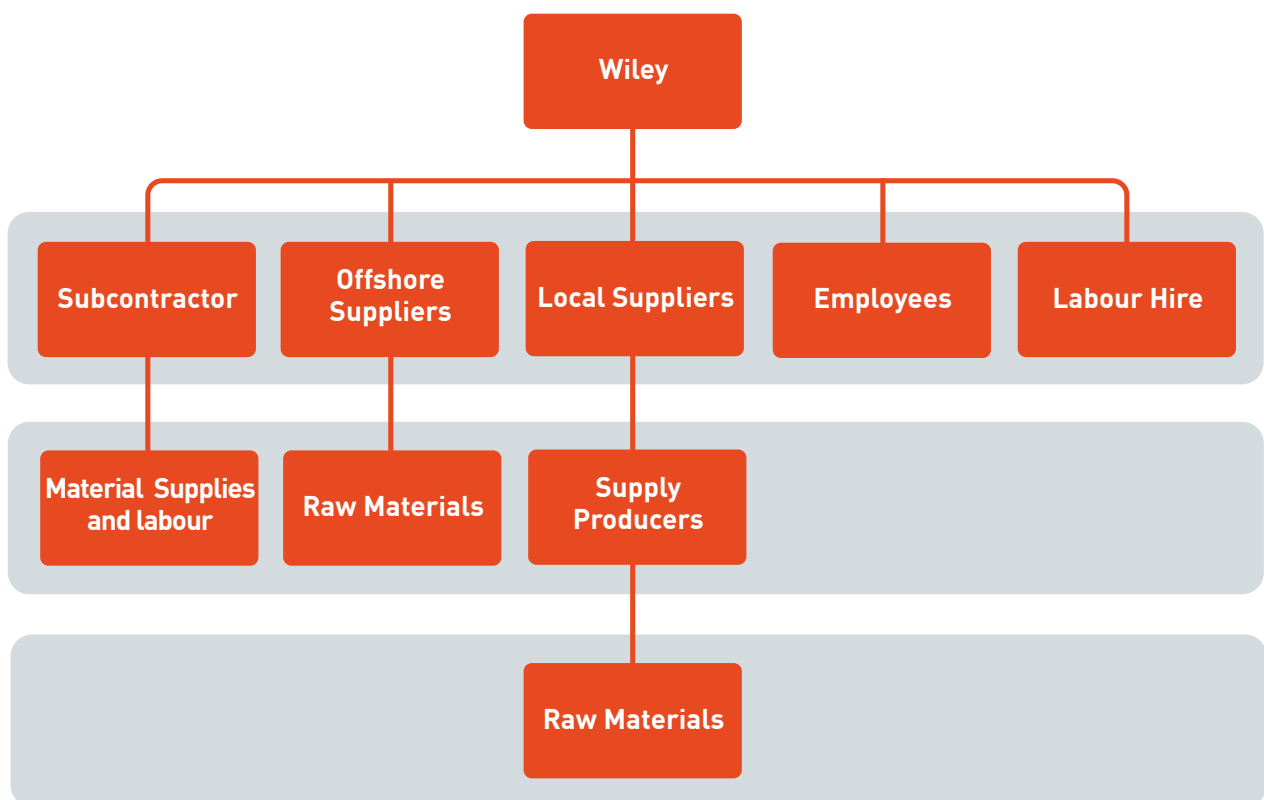 Wiley
Subcontractor
Offshore
Suppliers
Local Suppliers
Employees
Labour Hire
Material Supplies
and labour
Raw Materials
Supply
Producers
Raw Materials